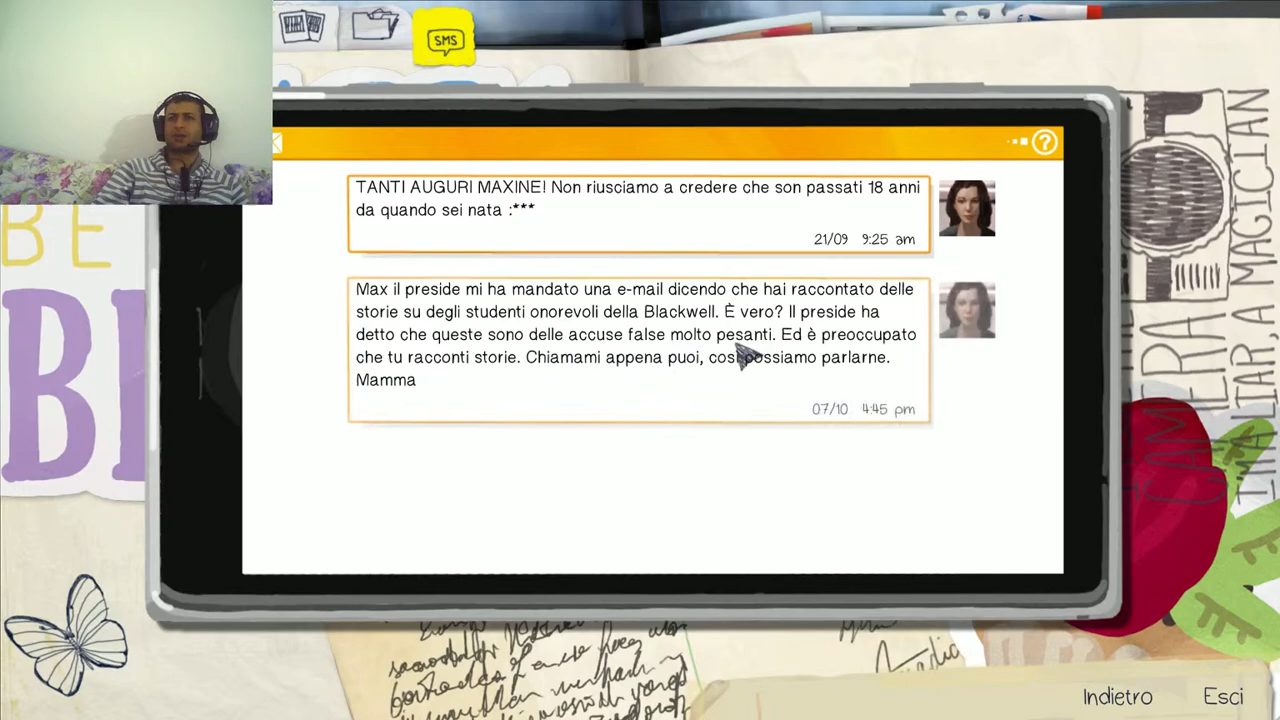 SMS
TANTI AUGURI MAXINE! Non riusciamo a credere che son passati 18 anni
da quando sei nata :***
21/09 9:25 am
Max il preside mi ha mandato una e-mail dicendo che hai raccontato delle
storie su degli studenti onorevoli della Blackwell. È vero? Il preside ha
detto che queste sono delle accuse false molto pesanti. Ed è preoccupato
che tu racconti storie. Chiamami appena puoi, così possiamo parlarne.
Mamma
07/10 4:45 pm
BE
CAMERA
MAGICIAN
Indietro
Esci